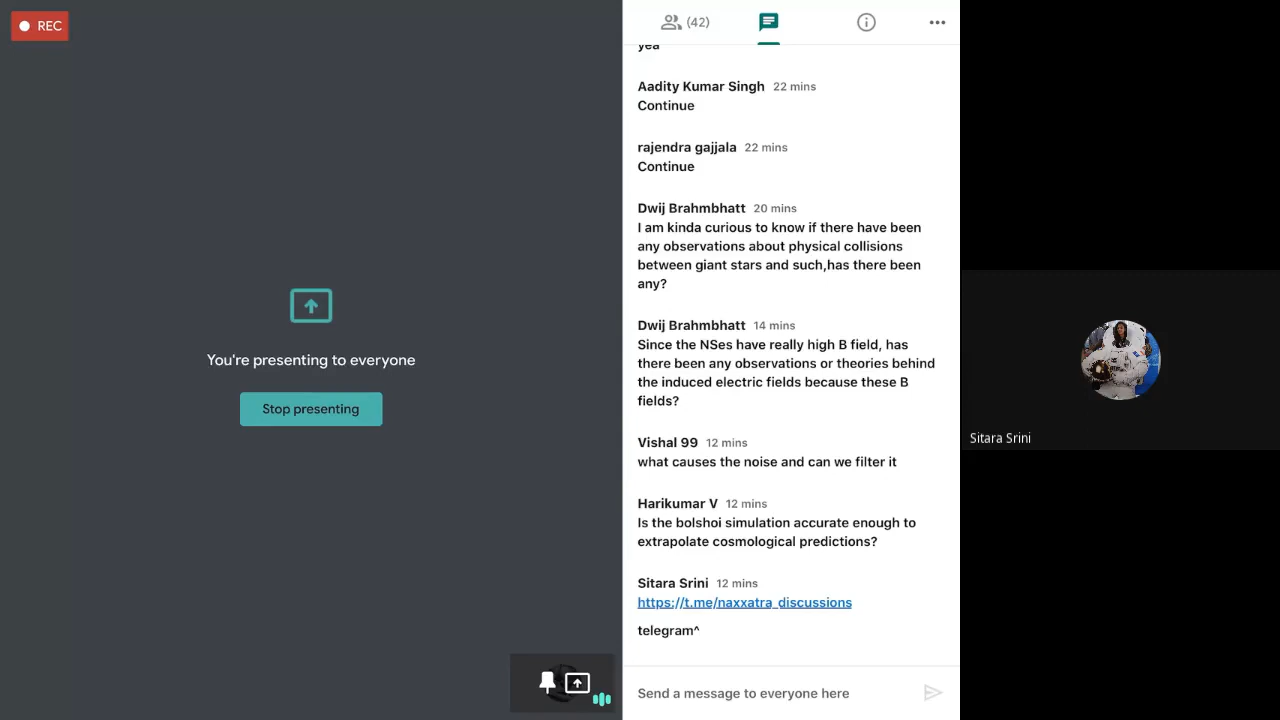 REC
You're presenting to everyone
Stop presenting
(42)
yea
Aadity Kumar Singh 22 mins
Continue
rajendra gajjala 22 mins
Continue
Dwij Brahmbhatt 20 mins
I am kinda curious to know if there have been
any observations about physical collisions
between giant stars and such,has there been
any?
Dwij Brahmbhatt 14 mins
Since the NSes have really high B field, has
there been any observations or theories behind
the induced electric fields because these B
fields?
Vishal 99 12 mins
what causes the noise and can we filter it
Harikumar V 12 mins
Is the bolshoi simulation accurate enough to
extrapolate cosmological predictions?
Sitara Srini 12 mins
https://t.me/naxxatra_discussions
telegram^
Send a message to everyone here
Sitara Srini